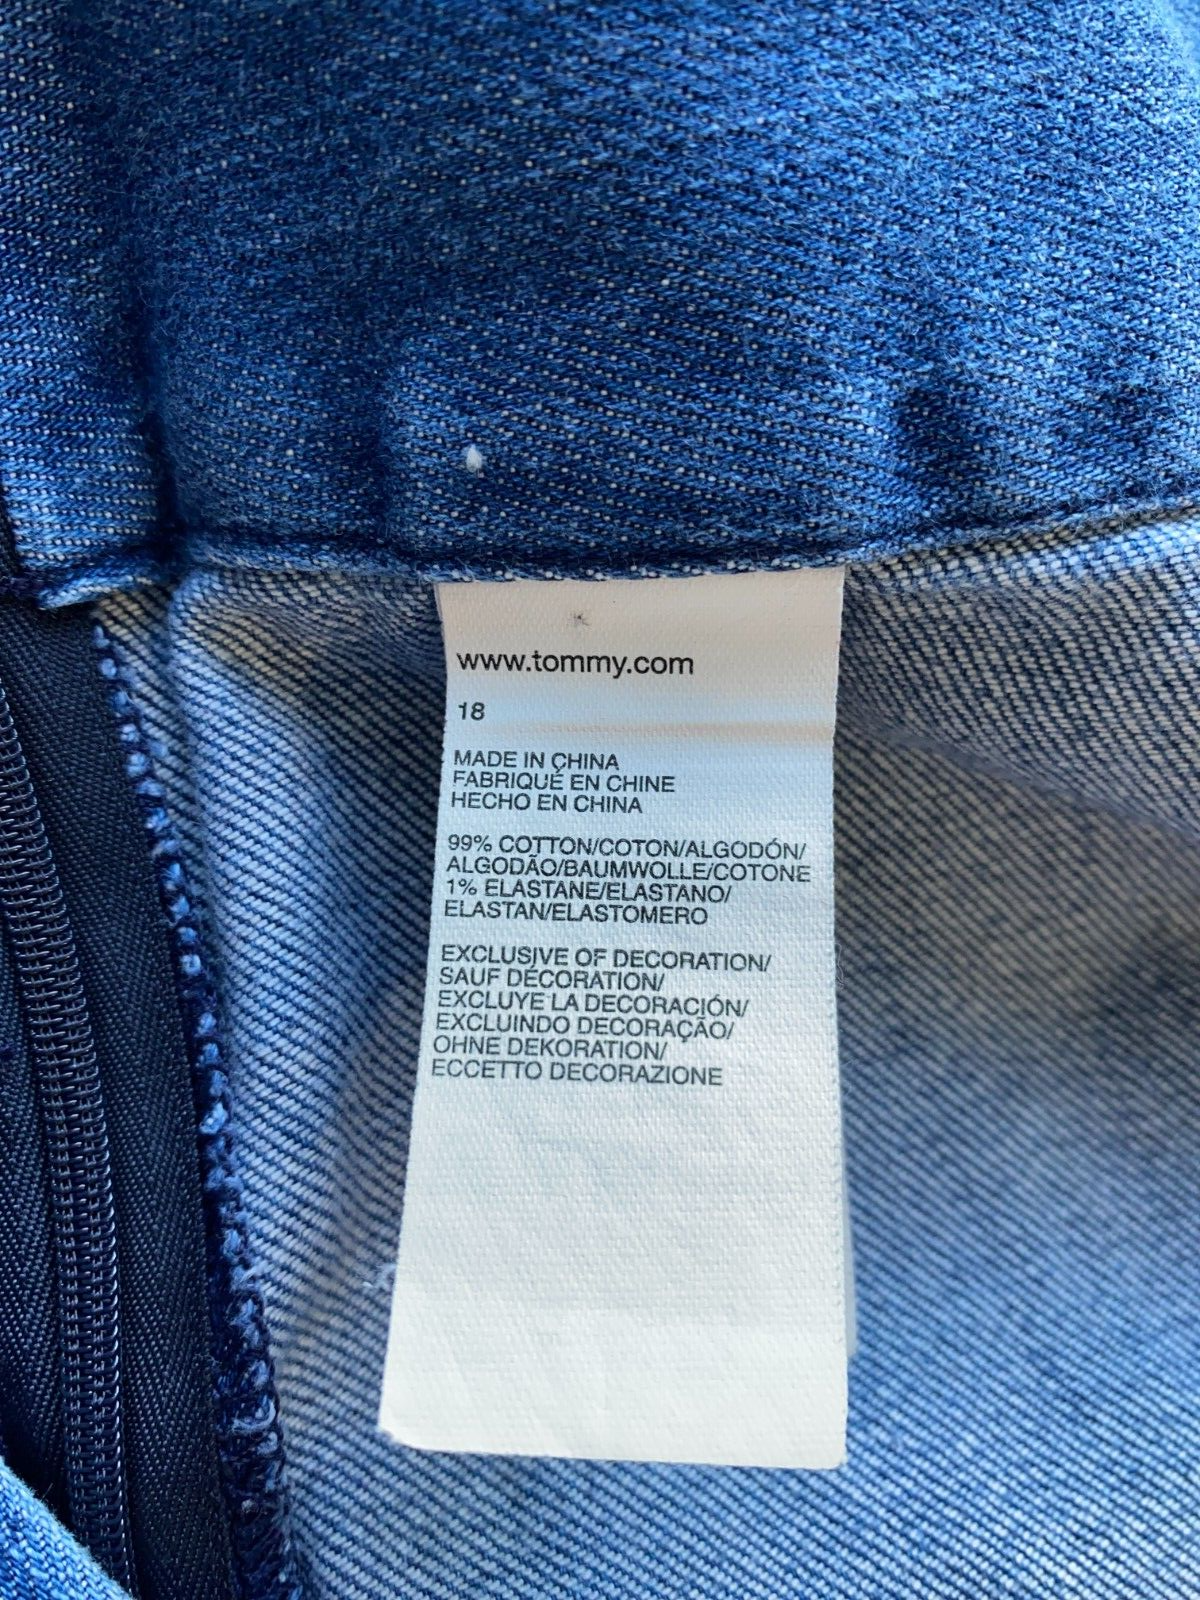 www.tommy.com
18
MADE IN CHINA
FABRIQUÉ EN CHINE
HECHO EN CHINA
99% COTTON/COTON/ALGODÓN/
ALGODÃO/BAUMWOLLE/COTONE
1% ELASTANE/ELASTANO/
ELASTAN/ELASTOMERO
EXCLUSIVE OF DECORATION/
SAUF DÉCORATION/
EXCLUYE LA DECORACIÓN/
EXCLUINDO DECORAÇÃO/
OHNE DEKORATION/
ECCETTO DECORAZIONE